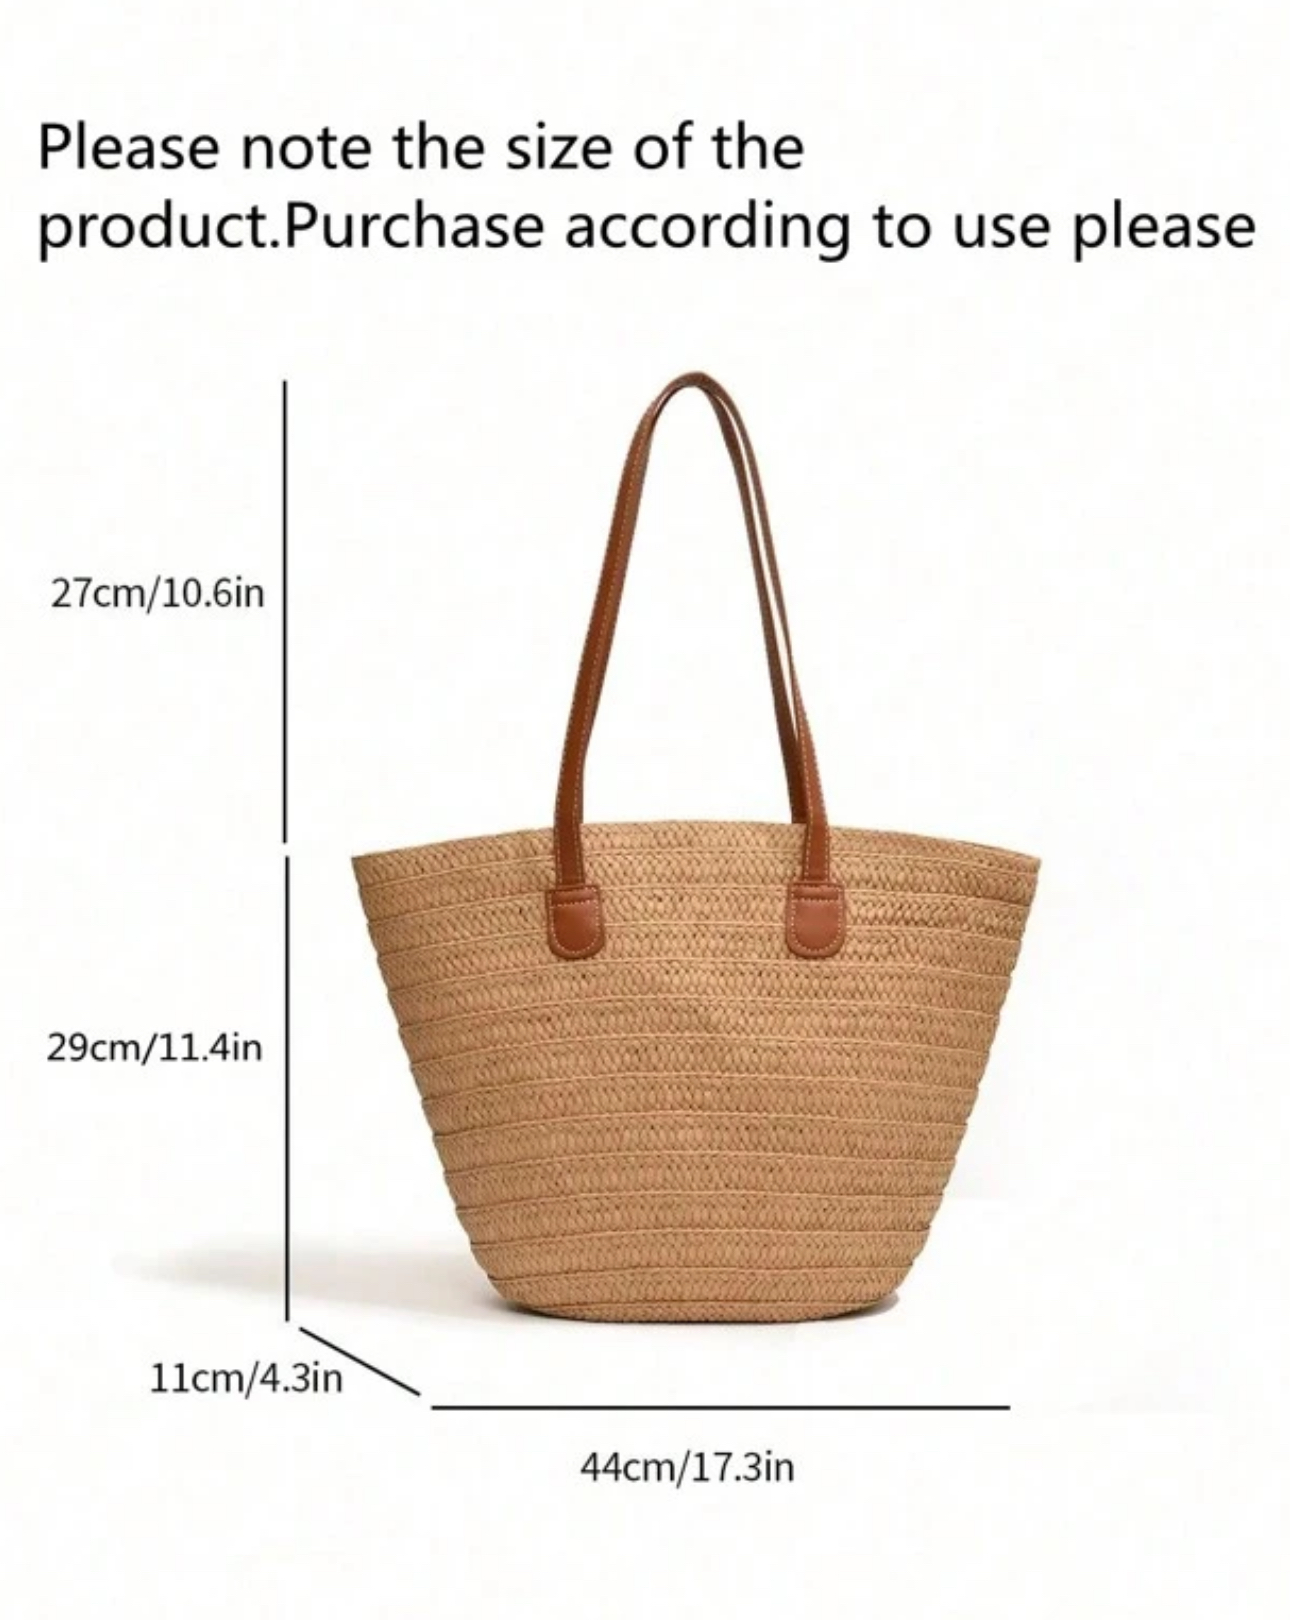 Please note the size of the
product.Purchase according to use please
27cm/10.6in
29cm/11.4in
11cm/4.3in
44cm/17.3in